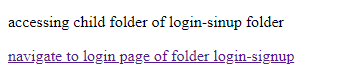 accessing child folder of login-sinup folder
navigate to login page of folder login-signup